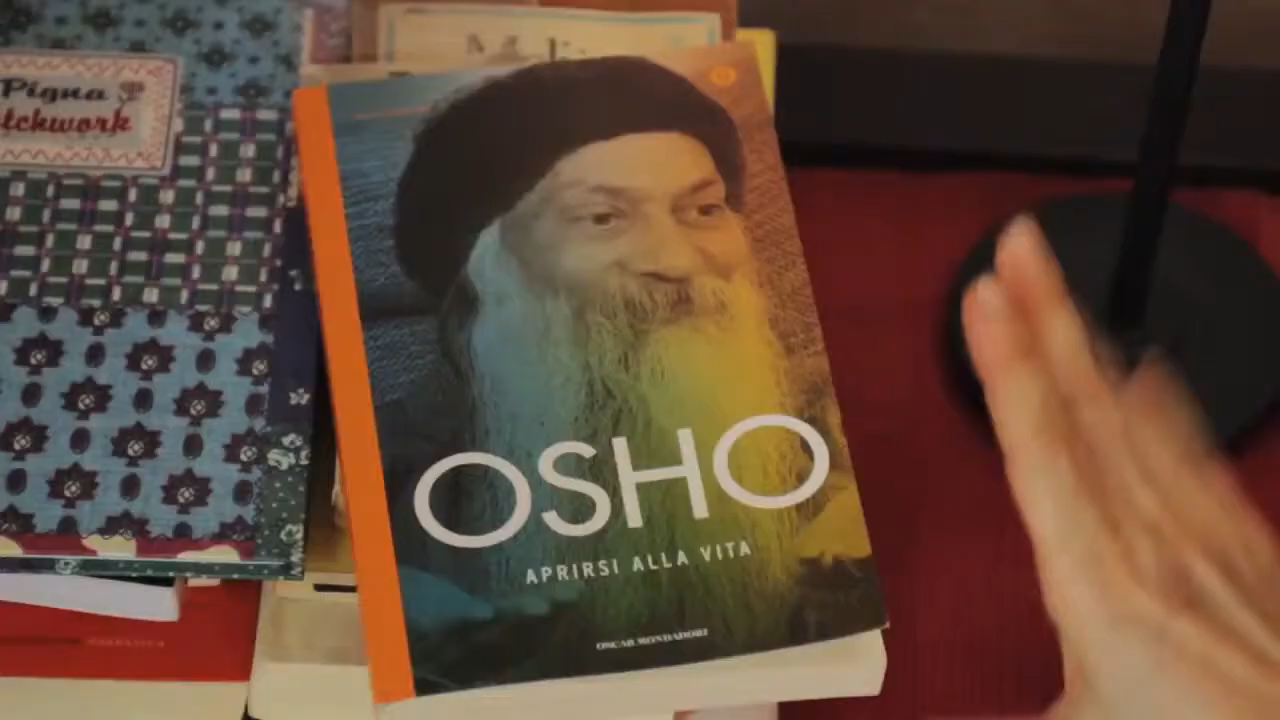 Pigna
tchwork
OSHO
APRIRSI ALLA VITA
OSCAR MONDADORI